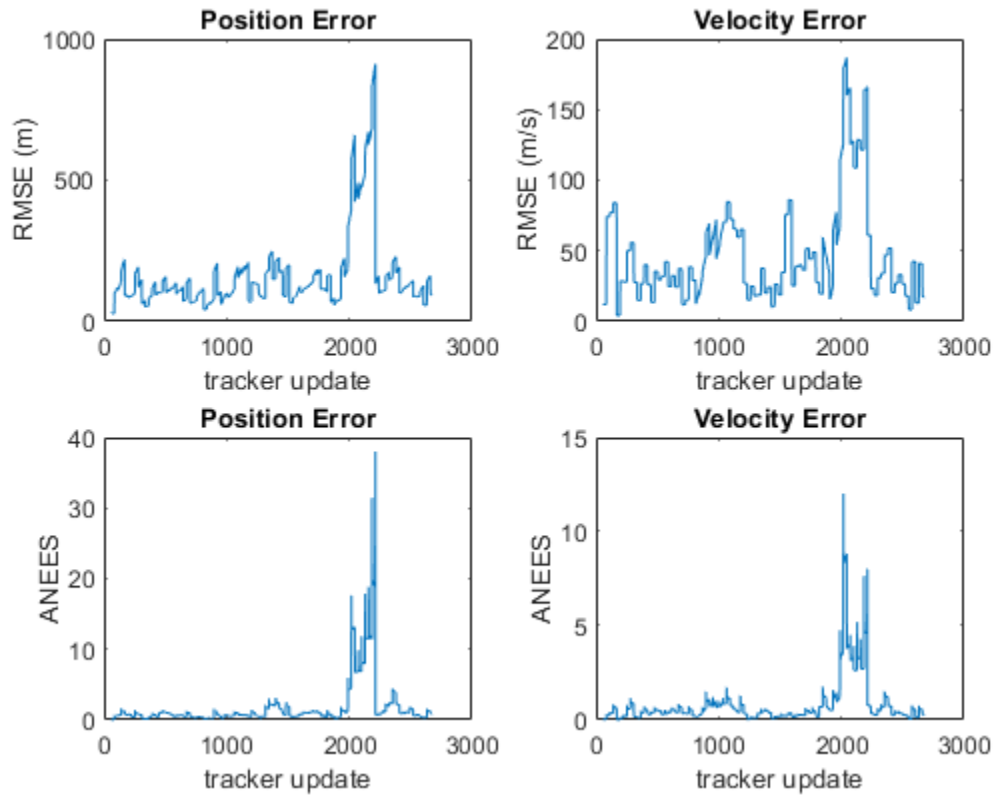 Position Error
Velocity Error
1000
500
0
RMSE (m)
0
1000
2000
3000
tracker update
200
150
100
50
0
RMSE (m/s)
0
1000
2000
3000
tracker update
Position Error
Velocity Error
40
30
20
10
0
ANEES
0
1000
2000
3000
tracker update
15
10
5
0
ANEES
0
1000
2000
3000
tracker update